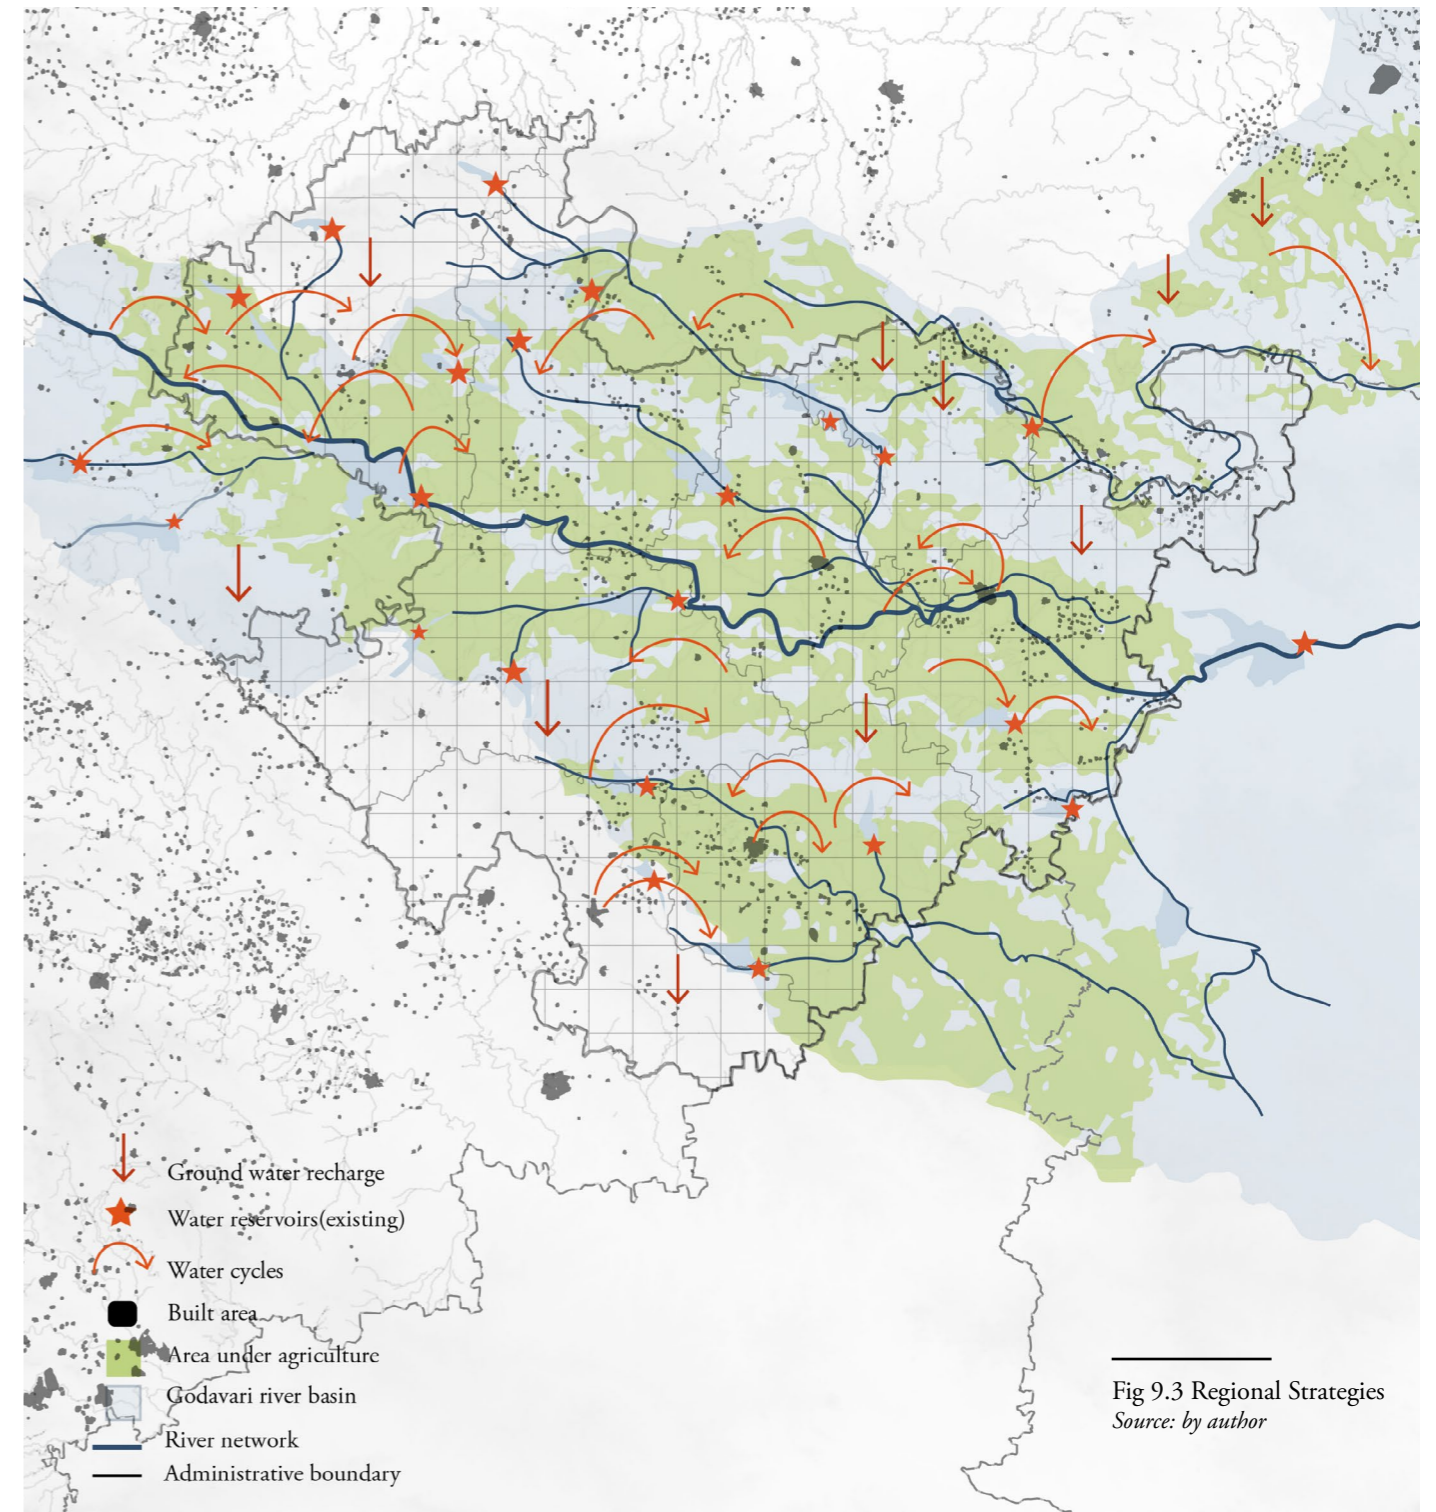 Ground water recharge
Water reservoirs(existing)
Water cycles
Built area
Area under agriculture
Godavari river basin
River network
Administrative boundary
Fig 9.3 Regional Strategies
Source: by author